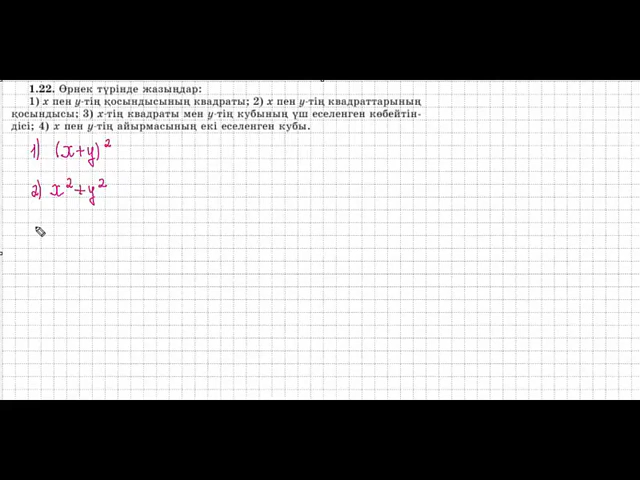 1.22. Өрнек түрінде жазыңдар:
1) x пен y-тің қосындысының квадраты; 2) x пен y-тің квадраттарының
қосындысы; 3) x-тің квадраты мен y-тің кубының үш еселенген көбейтін-
дісі; 4) x пен y-тің айырмасының екі еселенген кубы.
1) (x+y)²
2) x²+y²